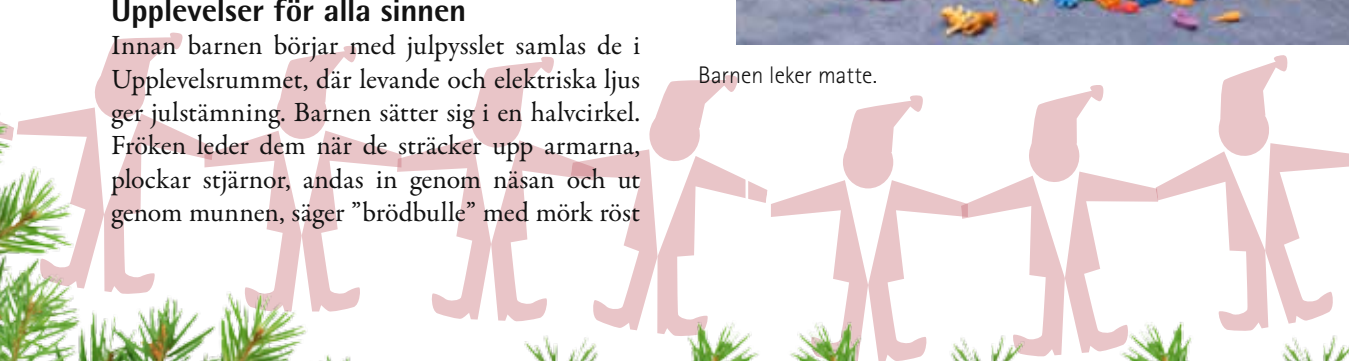 Upplevelser för alla sinnen
Innan barnen börjar med julpysslet samlas de i
Upplevelsrummet, där levande och elektriska ljus
ger julstämning. Barnen sätter sig i en halvcirkel.
Fröken leder dem när de sträcker upp armarna,
plockar stjärnor, andas in genom näsan och ut
genom munnen, säger ”brödbulle” med mörk röst
Barnen leker matte.